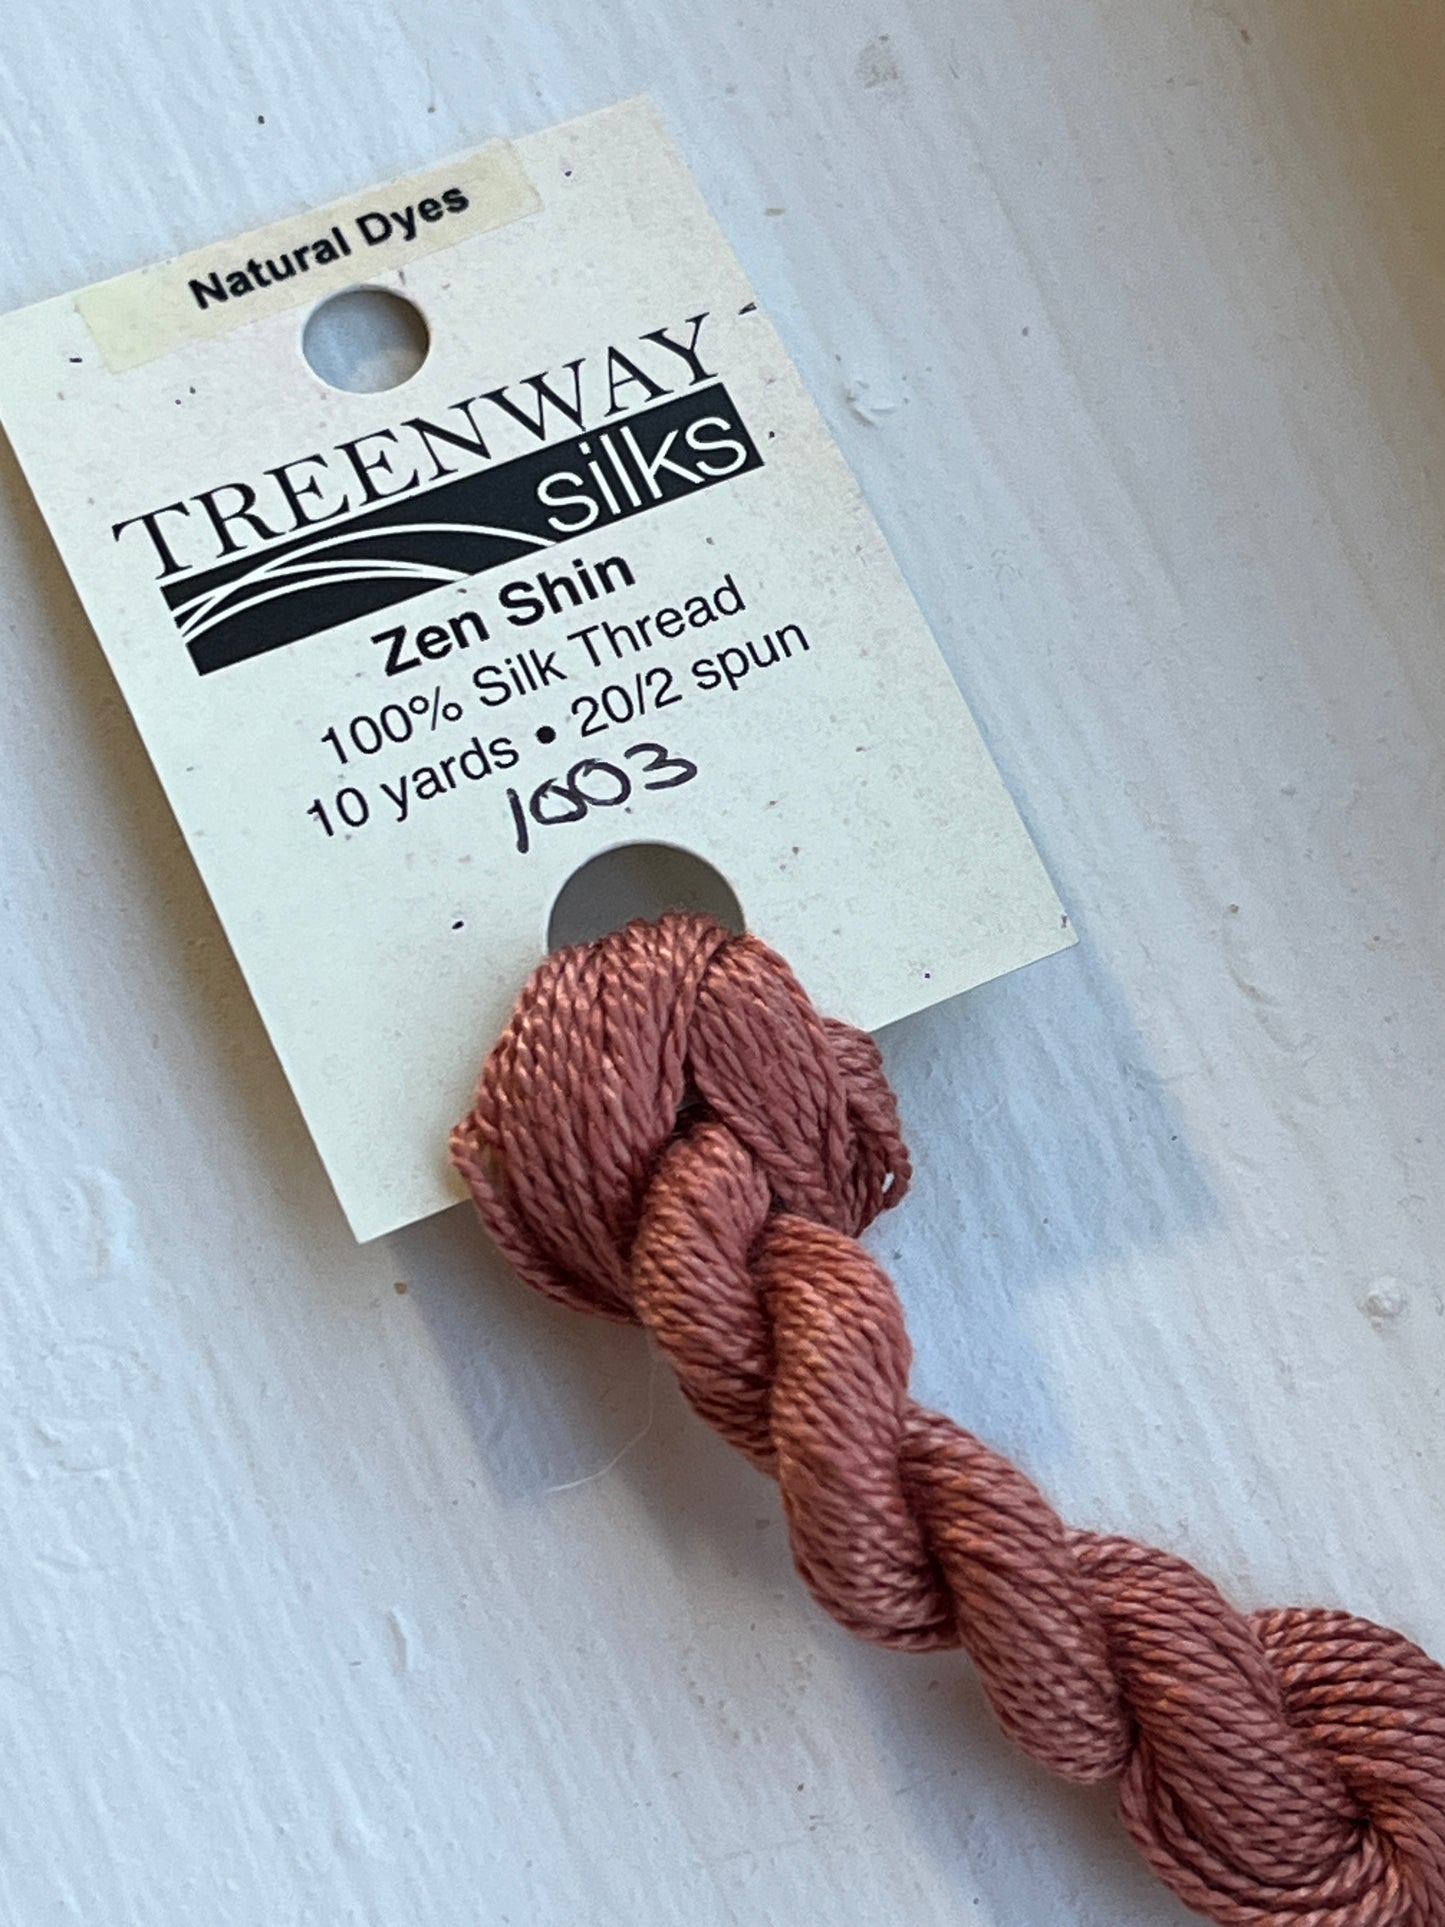 Natural Dyes
TREENWAY
silks
Zen Shin
100% Silk Thread
10 yards • 20/2 spun
1003